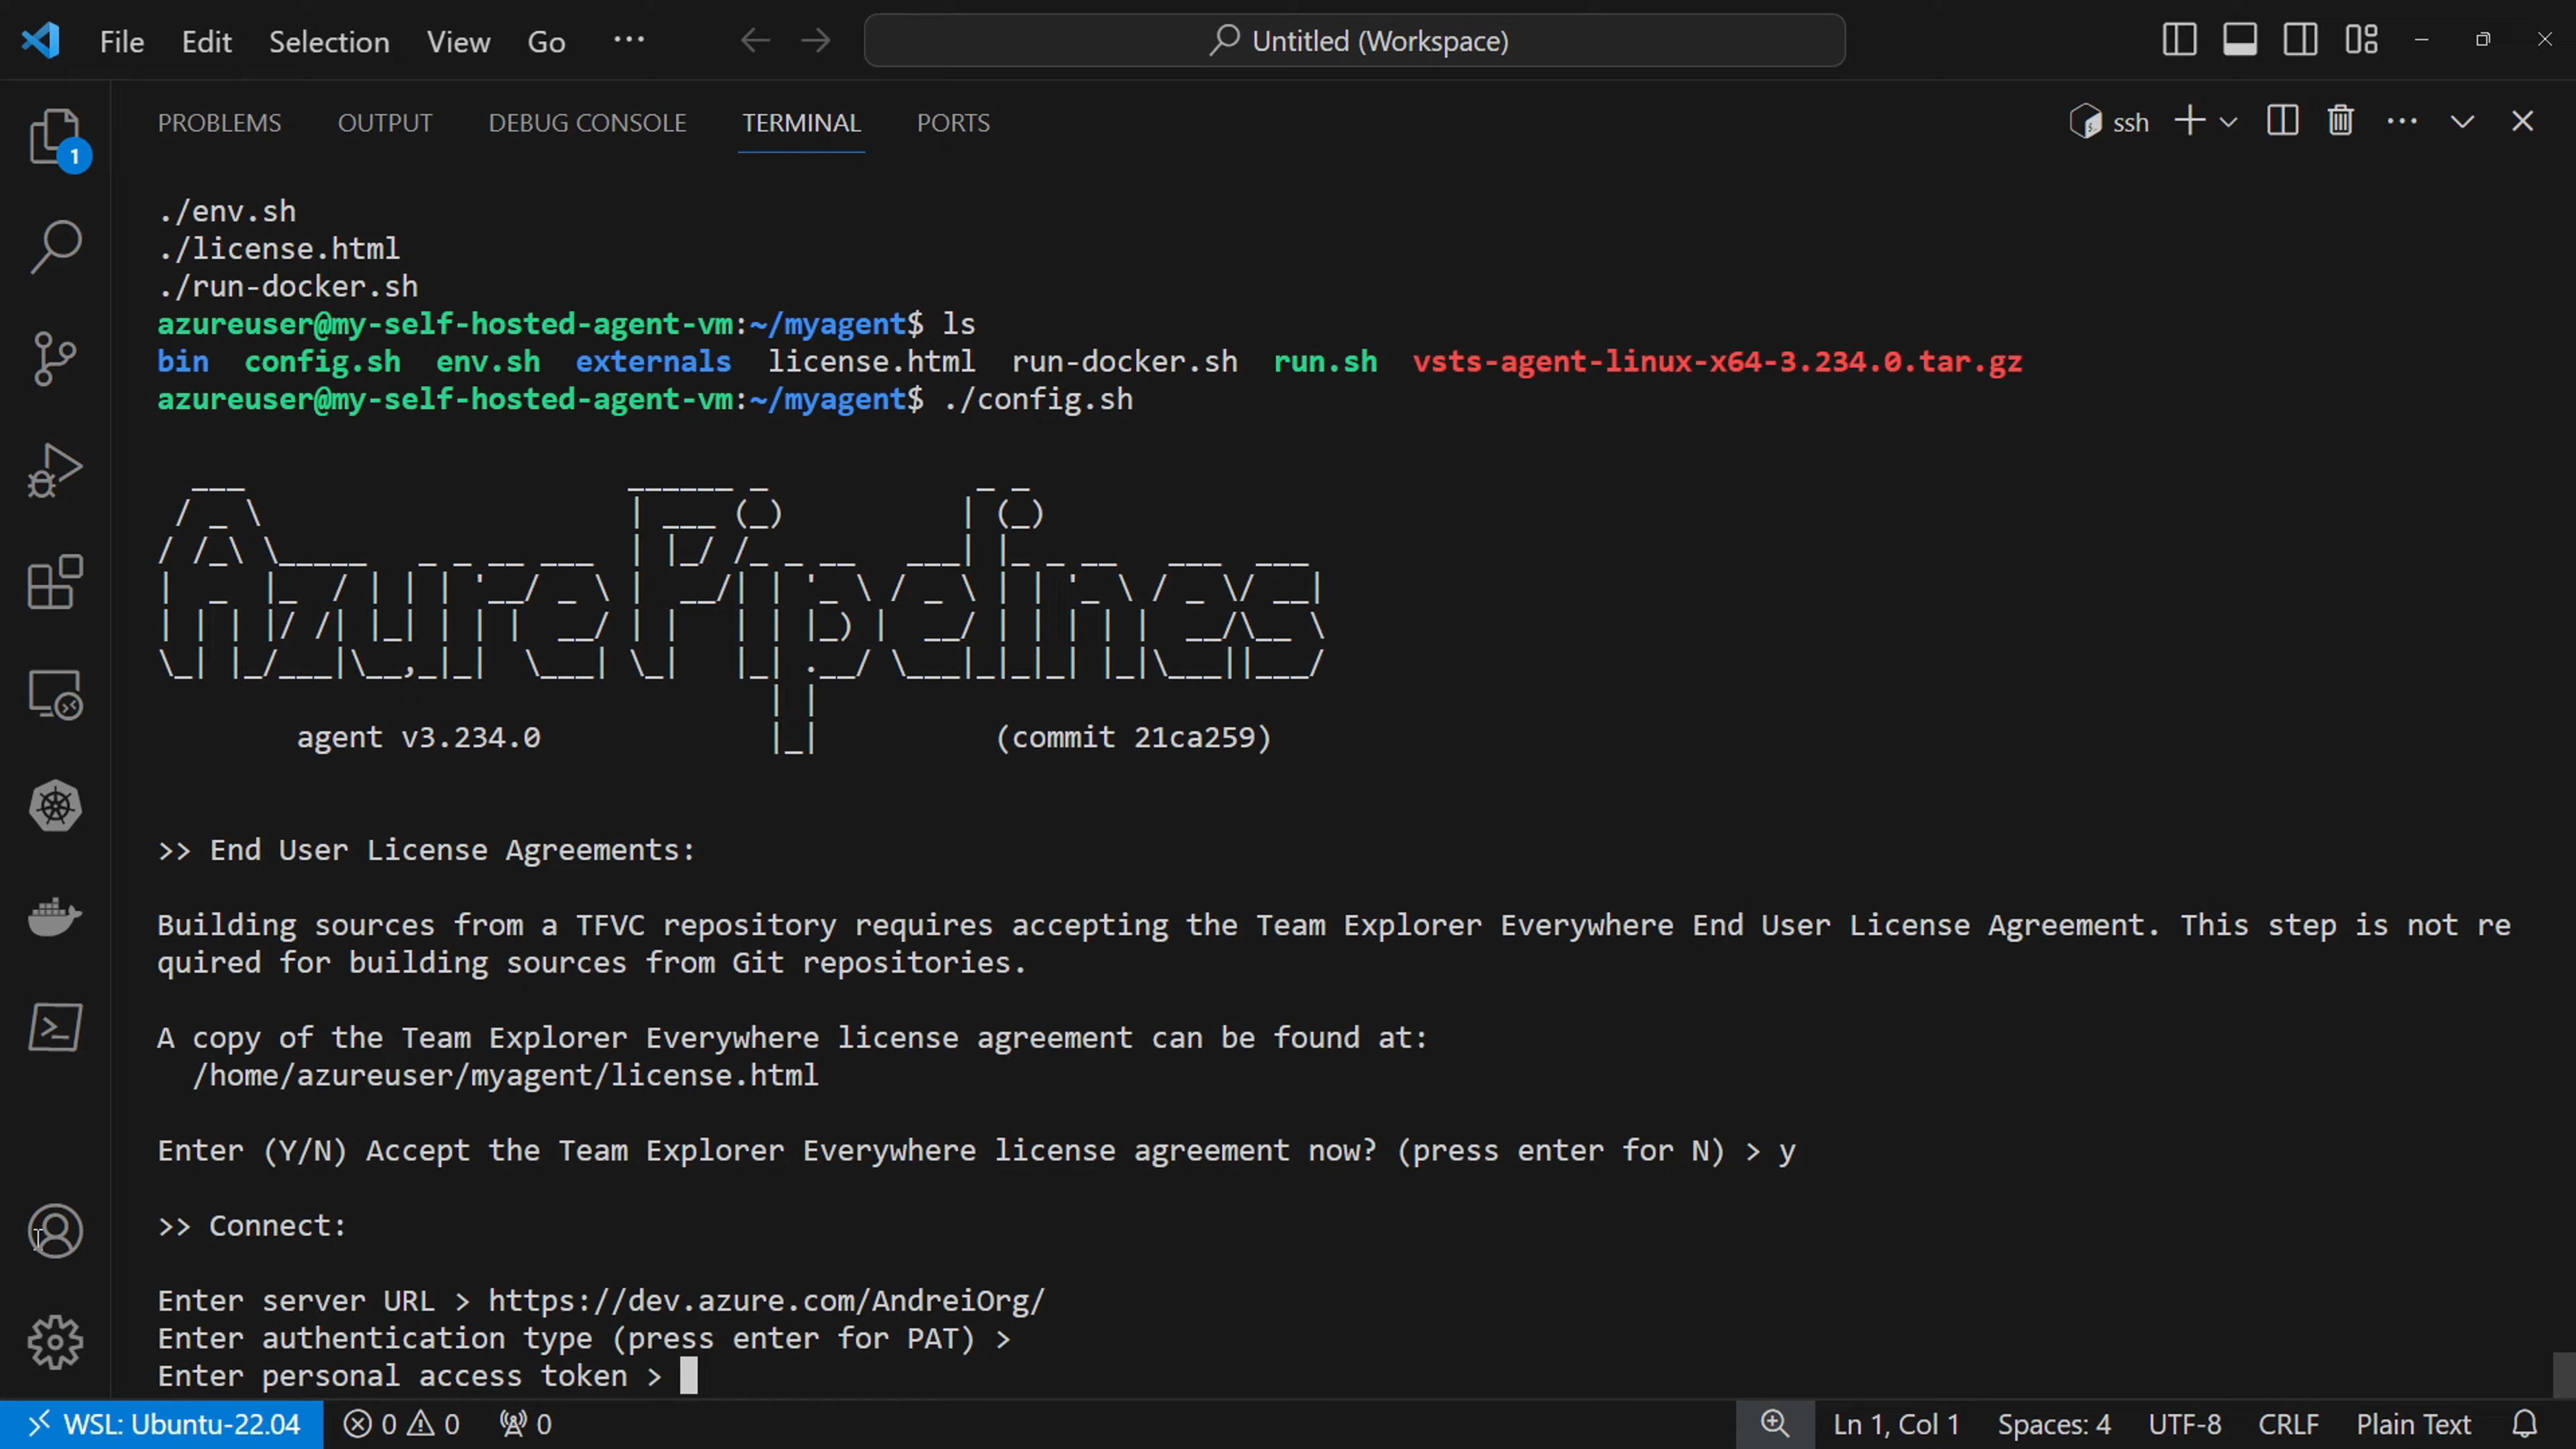 File Edit Selection View Go ··· Untitled (Workspace)
PROBLEMS OUTPUT DEBUG CONSOLE TERMINAL PORTS ssh
1
./env.sh
./license.html
./run-docker.sh
azureuser@my-self-hosted-agent-vm:~/myagent$ ls
bin config.sh env.sh externals license.html run-docker.sh run.sh vsts-agent-linux-x64-3.234.0.tar.gz
azureuser@my-self-hosted-agent-vm:~/myagent$ ./config.sh
Azure Pipelines
agent v3.234.0 (commit 21ca259)
>> End User License Agreements:
Building sources from a TFVC repository requires accepting the Team Explorer Everywhere End User License Agreement. This step is not re
quired for building sources from Git repositories.
A copy of the Team Explorer Everywhere license agreement can be found at:
/home/azureuser/myagent/license.html
Enter (Y/N) Accept the Team Explorer Everywhere license agreement now? (press enter for N) > y
>> Connect:
Enter server URL > https://dev.azure.com/AndreiOrg/
Enter authentication type (press enter for PAT) >
Enter personal access token >
WSL: Ubuntu-22.04 0 0 0 Ln 1, Col 1 Spaces: 4 UTF-8 CRLF Plain Text